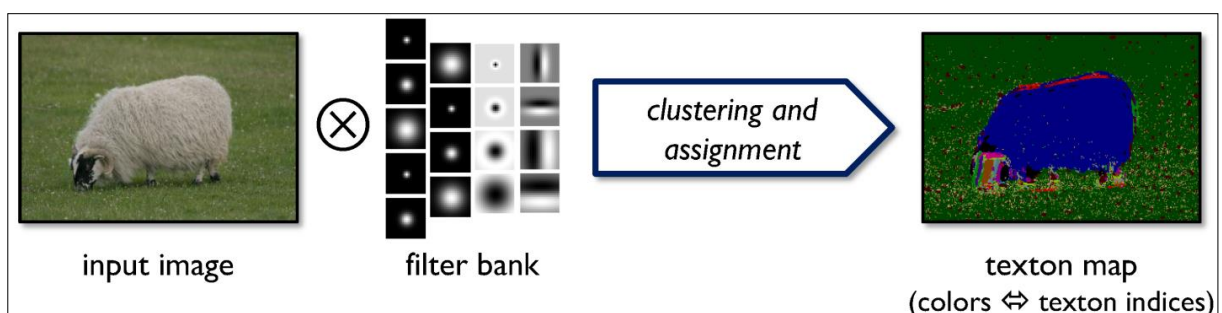 clustering and
assignment
input image
filter bank
texton map
(colors ⇔ texton indices)